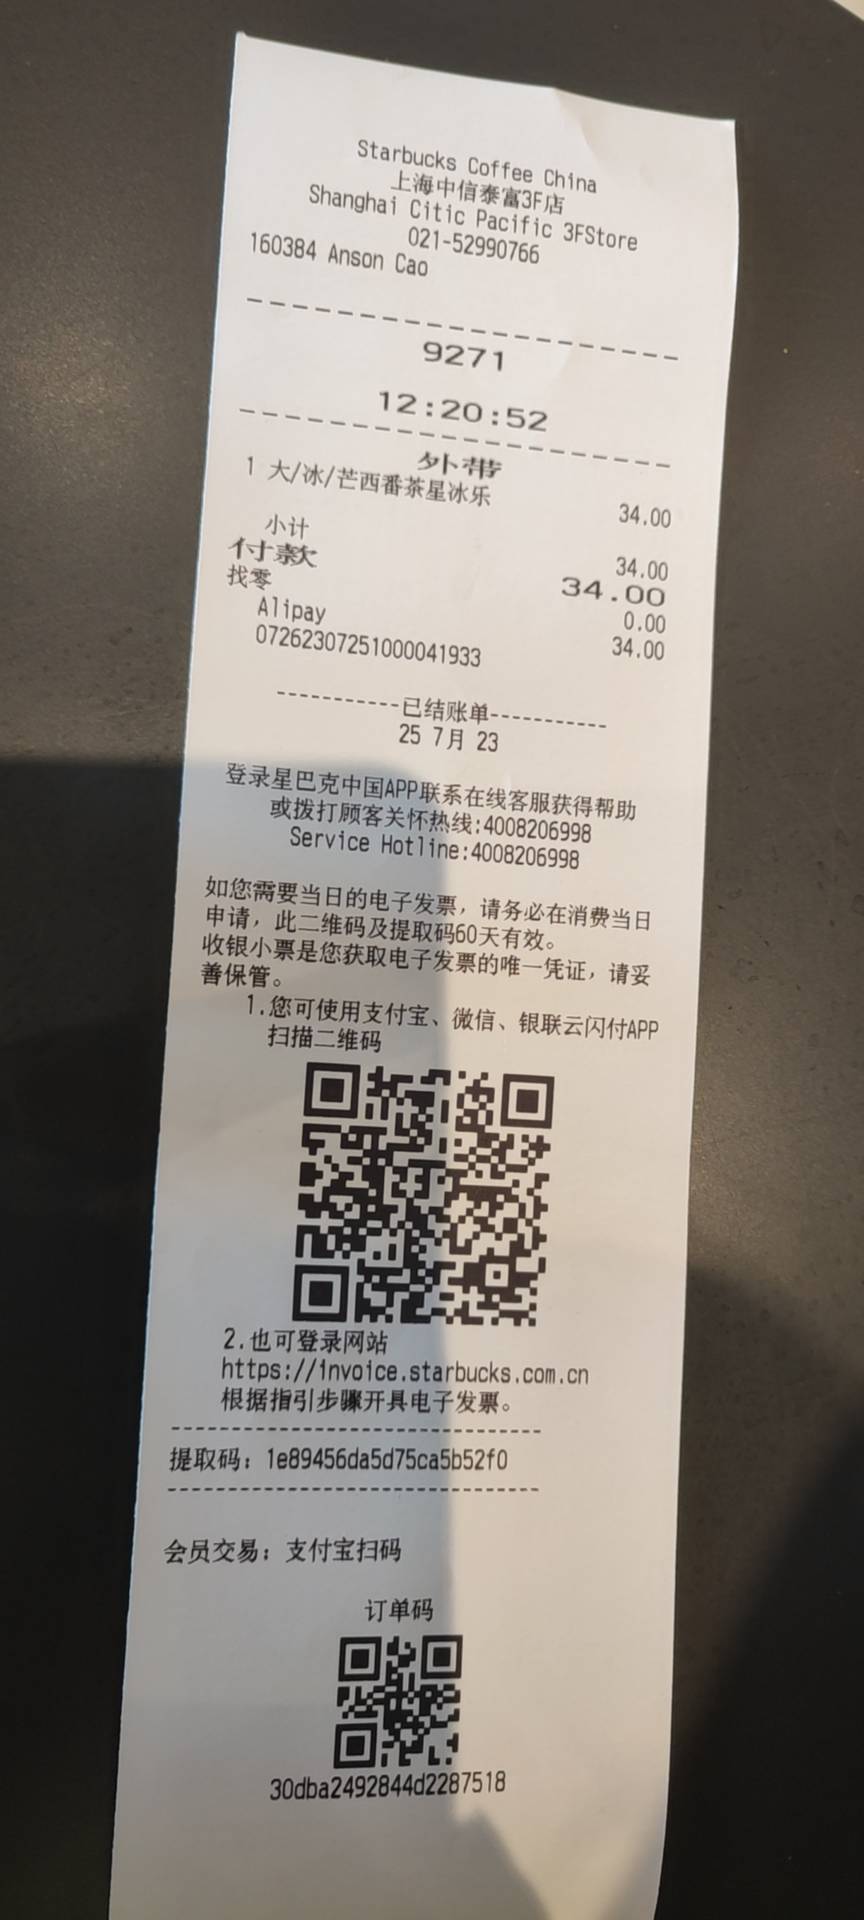 Starbucks Coffee China
上海中信泰富3F店
Shanghai Citic Pacific 3FStore
021-52990766
160384 Anson Cao
9271
12:20:52
外带
1 大/冰/芒西番茶星冰乐 34.00
小计 34.00
付款 34.00
找零 0.00
Alipay 34.00
07262307251000041933
-----------已结账单-----------
25 7月 23
登录星巴克中国APP联系在线客服获得帮助
或拨打顾客关怀热线:4008206998
Service Hotline:4008206998
如您需要当日的电子发票，请务必在消费当日
申请，此二维码及提取码60天有效。
收银小票是您获取电子发票的唯一凭证，请妥
善保管。
1.您可使用支付宝、微信、银联云闪付APP
扫描二维码
2.也可登录网站
https://invoice.starbucks.com.cn
根据指引步骤开具电子发票。
提取码：1e89456da5d75ca5b52f0
会员交易：支付宝扫码
订单码
30dba2492844d2287518